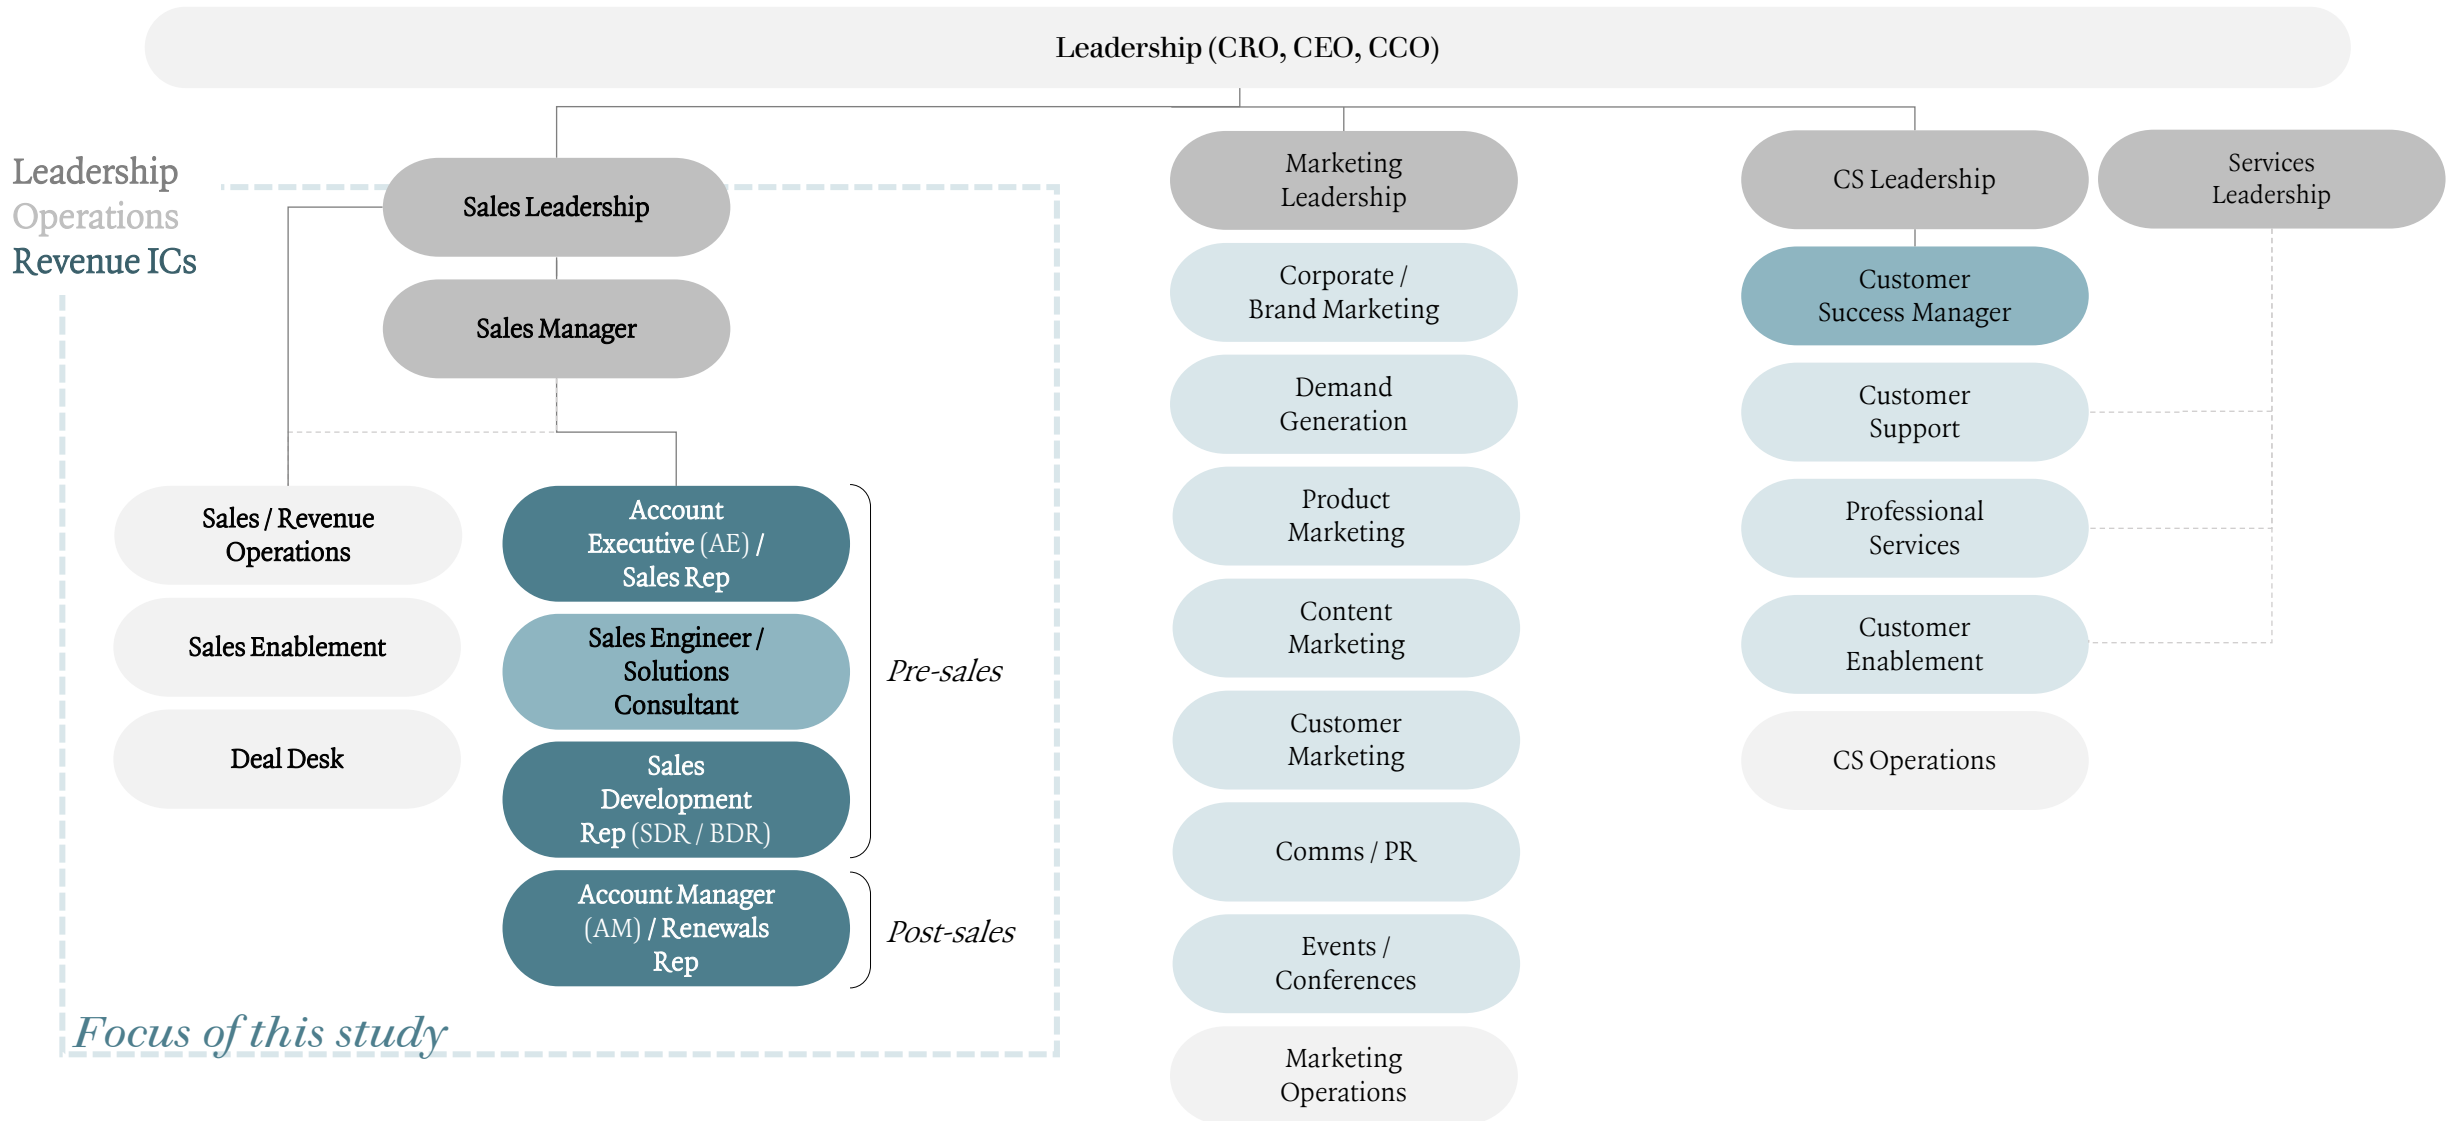 Leadership (CRO, CEO, CCO)
Leadership
Operations
Revenue ICs
Sales Leadership
Sales Manager
Sales / Revenue
Operations
Sales Enablement
Deal Desk
Account
Executive (AE) /
Sales Rep
Sales Engineer /
Solutions
Consultant
Sales
Development
Rep (SDR / BDR)
Account Manager
(AM) / Renewals
Rep
Pre-sales
Post-sales
Focus of this study
Marketing
Leadership
Corporate /
Brand Marketing
Demand
Generation
Product
Marketing
Content
Marketing
Customer
Marketing
Comms / PR
Events /
Conferences
Marketing
Operations
CS Leadership
Customer
Success Manager
Customer
Support
Professional
Services
Customer
Enablement
CS Operations
Services
Leadership